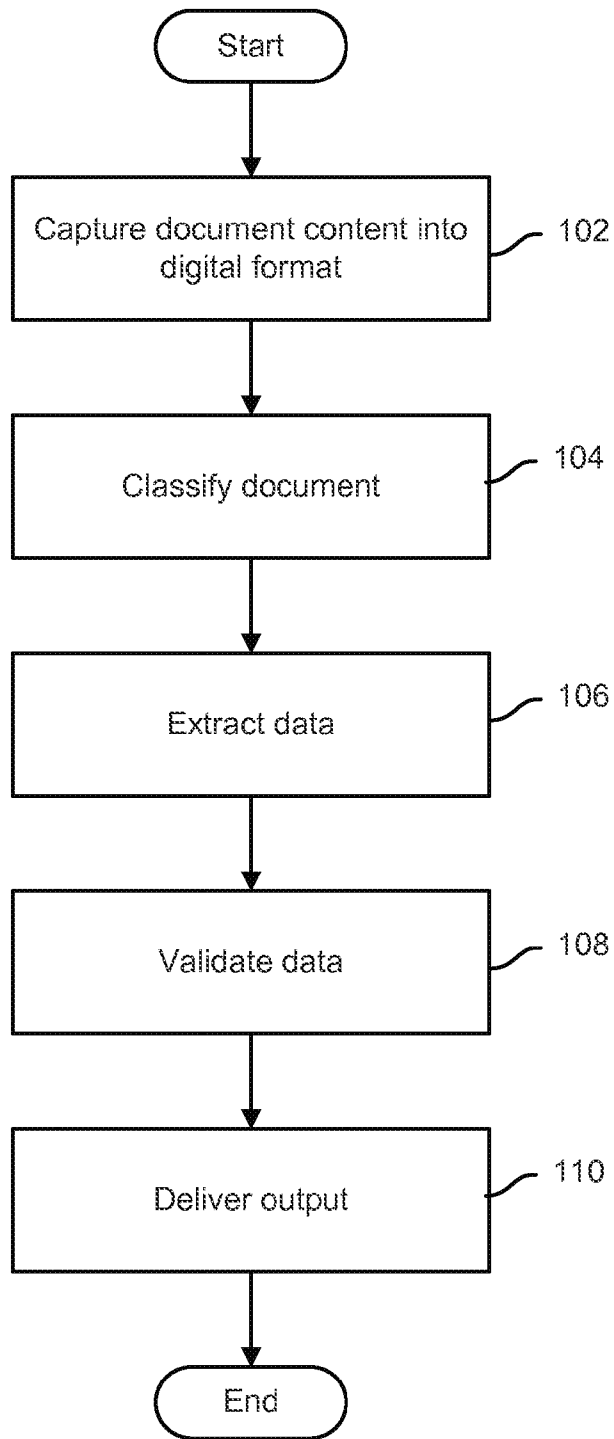 Start
Capture document content into
digital format
102
Classify document
104
Extract data
106
Validate data
108
Deliver output
110
End